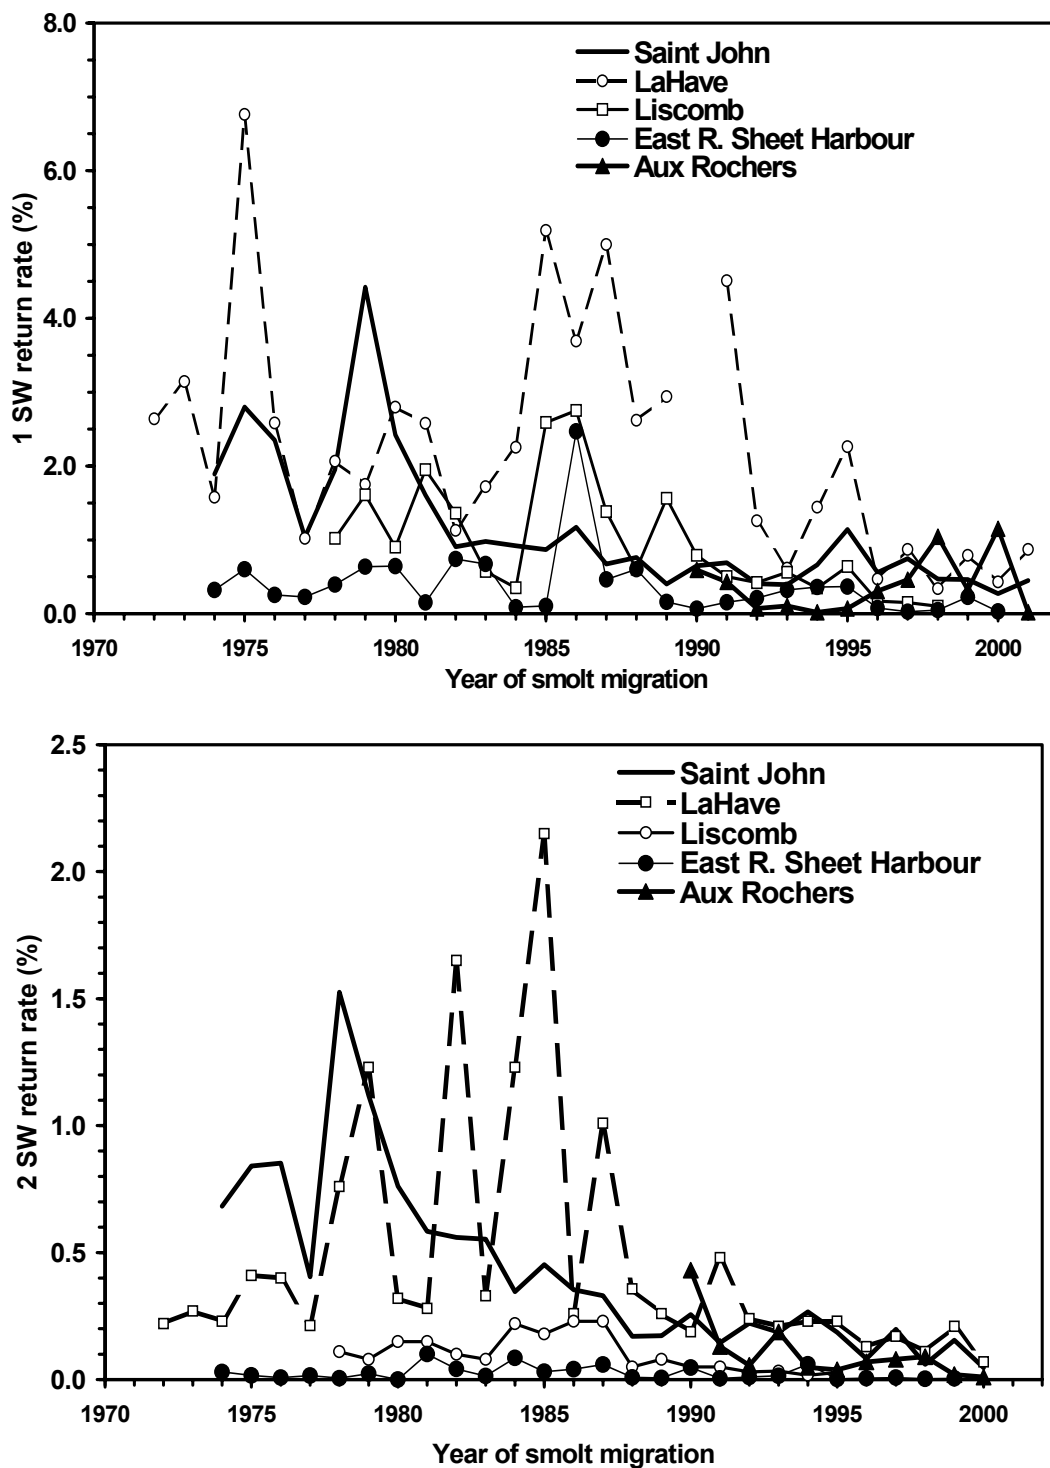 8.0
Saint John
LaHave
Liscomb
East R. Sheet Harbour
Aux Rochers
6.0
4.0
2.0
0.0
1 SW return rate (%)
1970 1975 1980 1985 1990 1995 2000
Year of smolt migration
2.5
Saint John
LaHave
Liscomb
East R. Sheet Harbour
Aux Rochers
2.0
1.5
1.0
0.5
0.0
2 SW return rate (%)
1970 1975 1980 1985 1990 1995 2000
Year of smolt migration